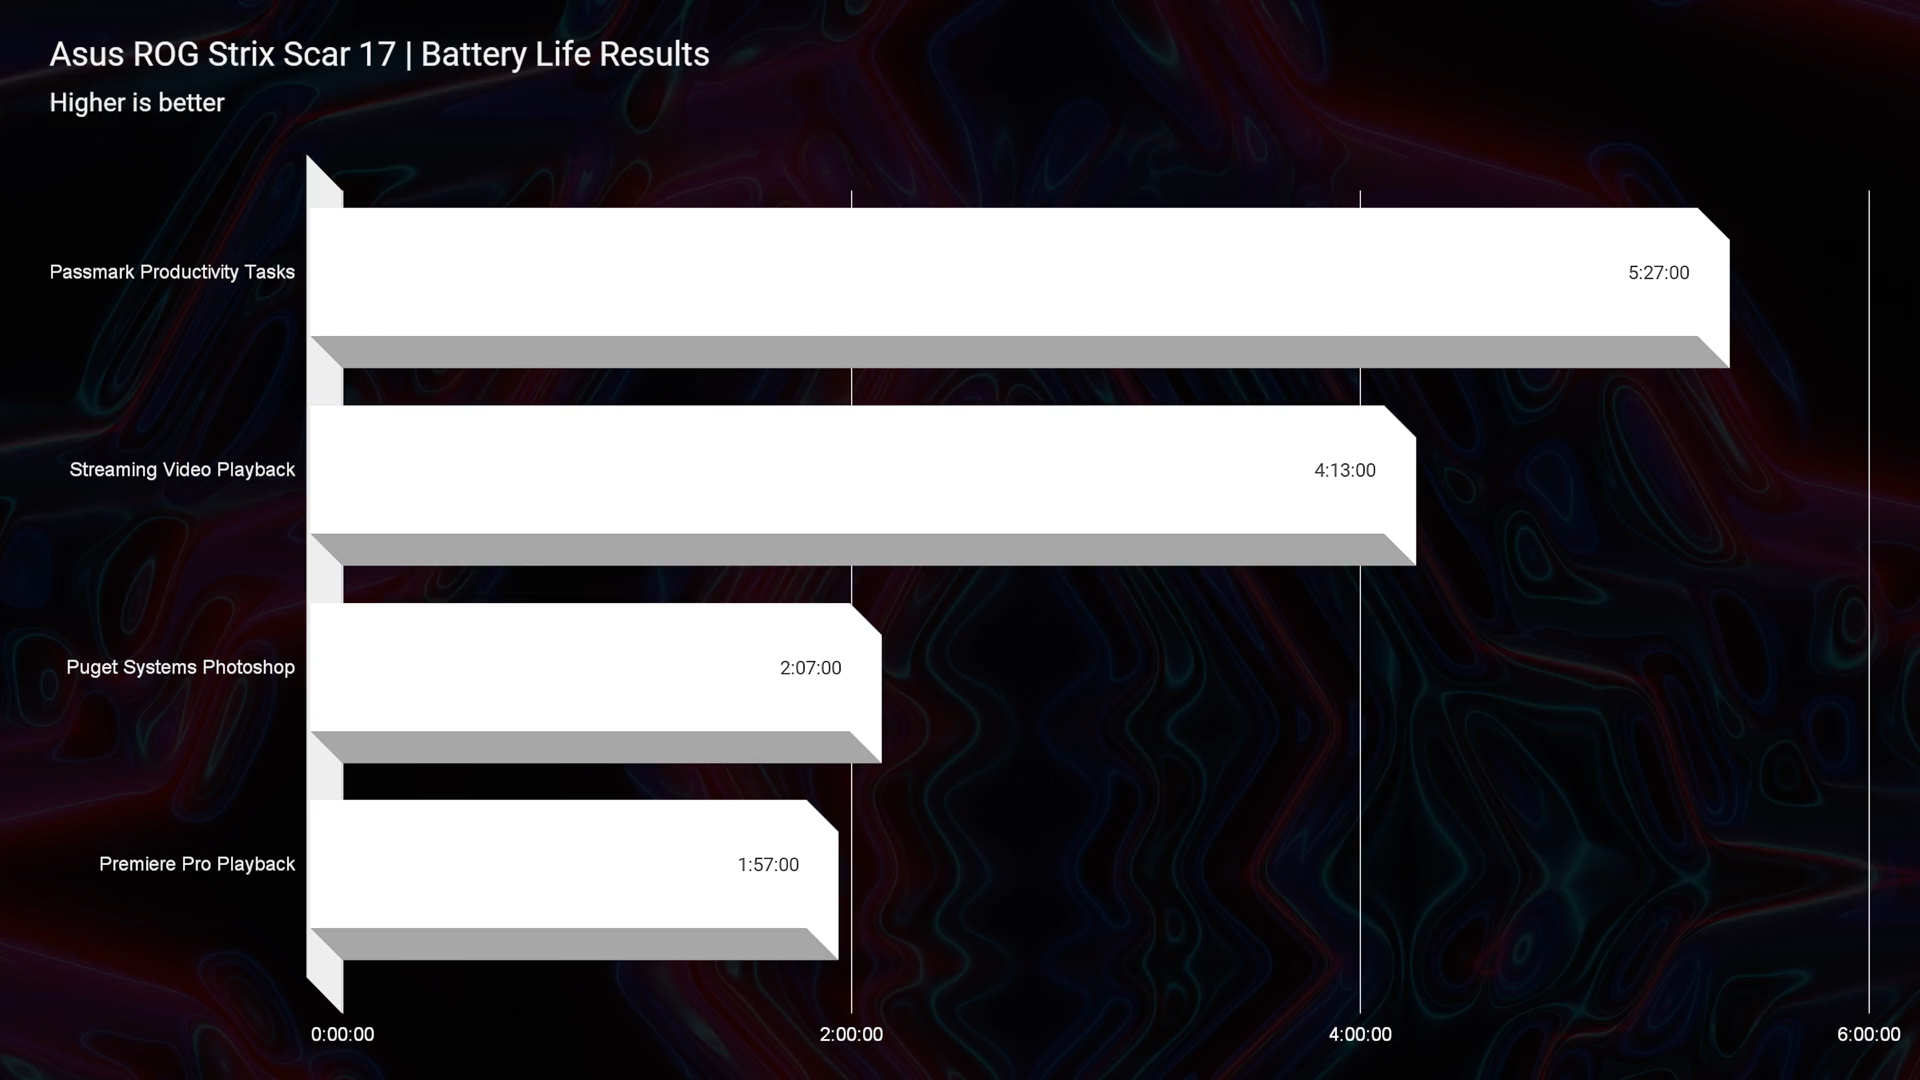 Asus ROG Strix Scar 17 | Battery Life Results
Higher is better
Passmark Productivity Tasks
5:27:00
Streaming Video Playback
4:13:00
Puget Systems Photoshop
2:07:00
Premiere Pro Playback
1:57:00
0:00:00
2:00:00
4:00:00
6:00:00